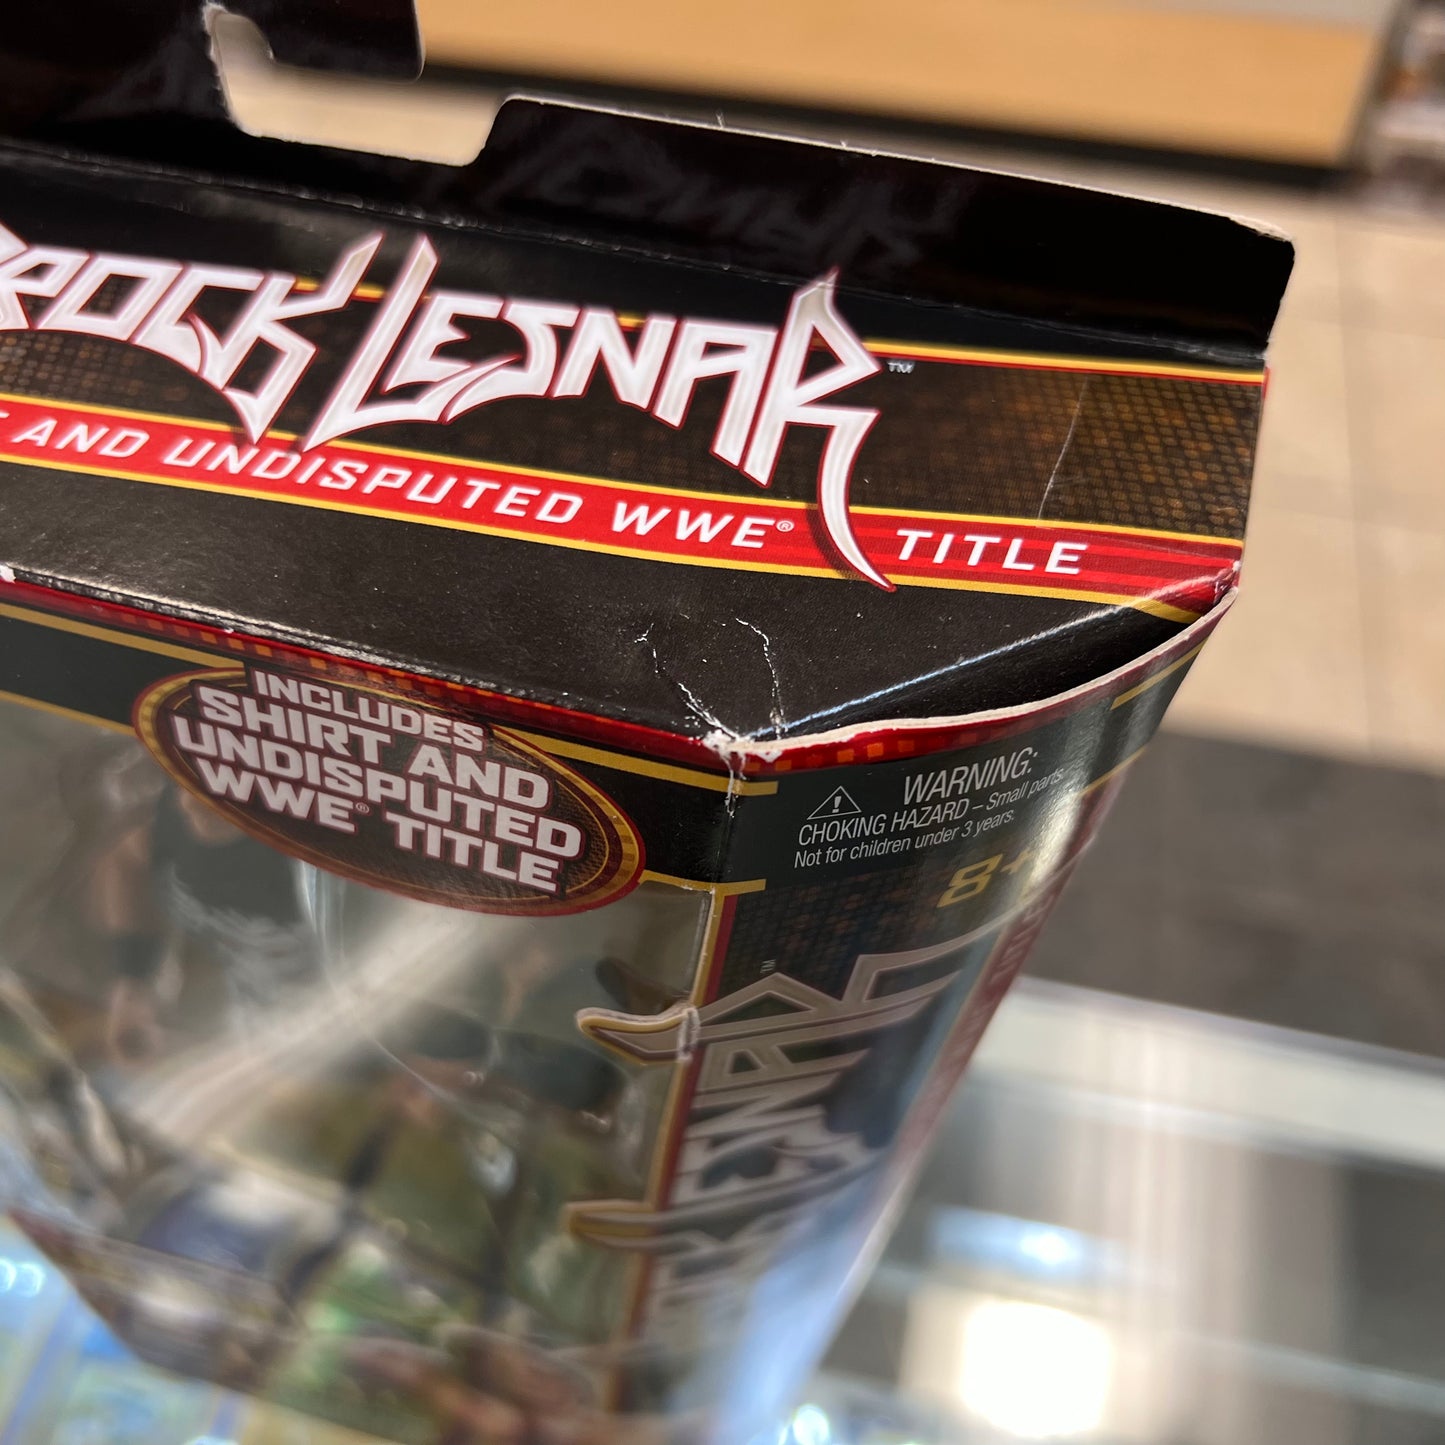 BROCK LESNAR™
AND UNDISPUTED WWE® TITLE
INCLUDES
SHIRT AND
UNDISPUTED
WWE® TITLE
WARNING:
CHOKING HAZARD – Small parts.
Not for children under 3 years.
8+
LESNAR™